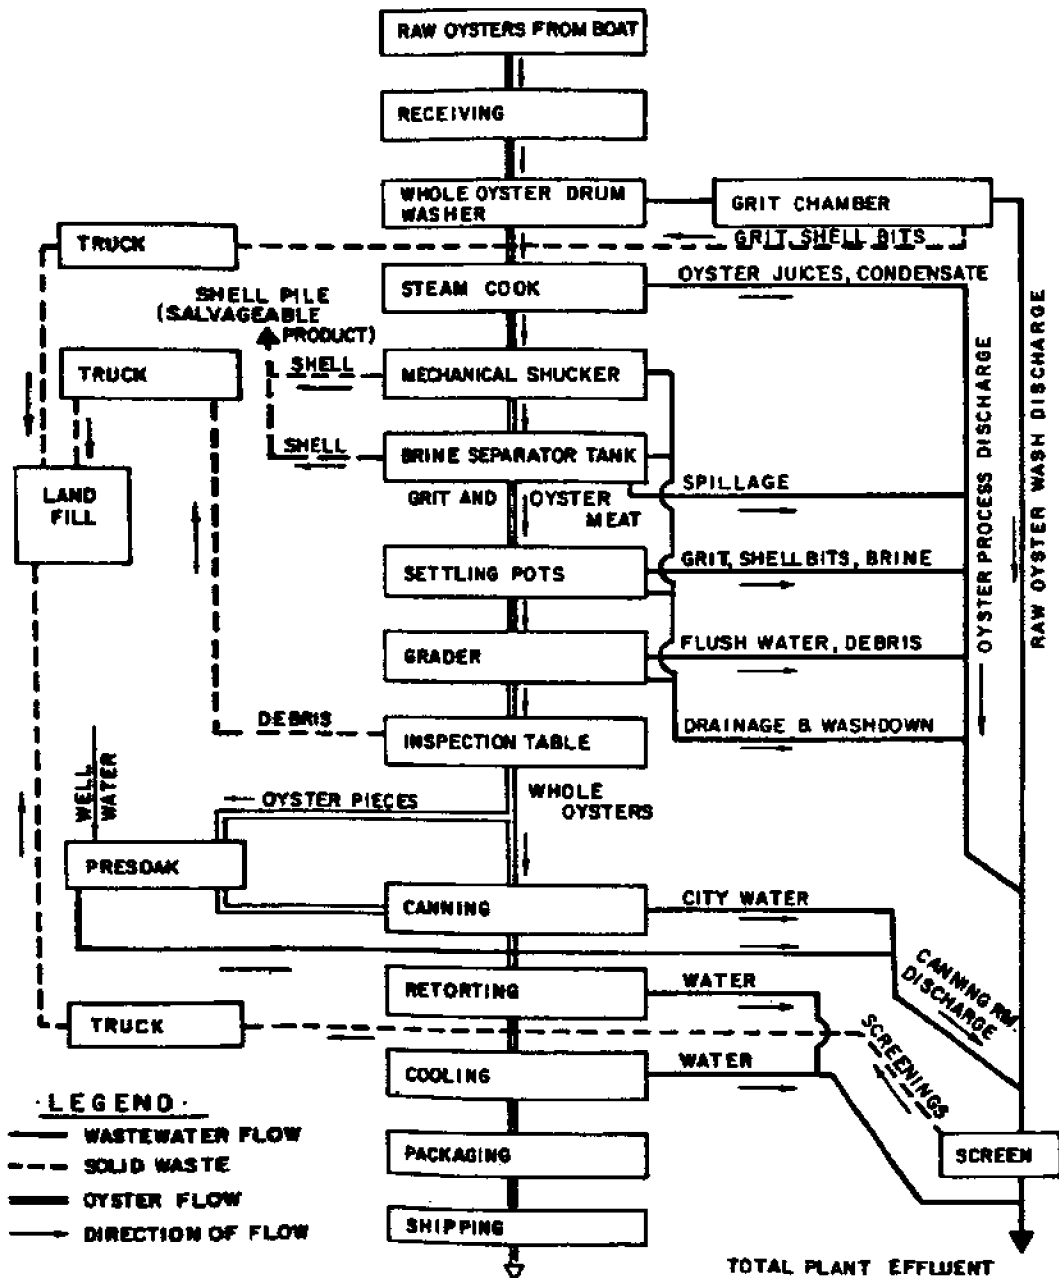 RAW OYSTERS FROM BOAT
RECEIVING
WHOLE OYSTER DRUM
WASHER
GRIT CHAMBER
TRUCK
GRIT, SHELL BITS
STEAM COOK
OYSTER JUICES, CONDENSATE
SHELL PILE
(SALVAGEABLE
PRODUCT)
TRUCK
SHELL
MECHANICAL SHUCKER
SHELL
BRINE SEPARATOR TANK
LAND
FILL
GRIT AND OYSTER
MEAT
SPILLAGE
OYSTER PROCESS DISCHARGE
RAW OYSTER WASH DISCHARGE
SETTLING POTS
GRIT, SHELL BITS, BRINE
GRADER
FLUSH WATER, DEBRIS
DEBRIS
INSPECTION TABLE
DRAINAGE & WASHDOWN
WELL
WATER
OYSTER PIECES
WHOLE
OYSTERS
PRESOAK
CANNING
CITY WATER
CANNING RM.
DISCHARGE
RETORTING
WATER
TRUCK
SCREENINGS
COOLING
WATER
· LEGEND ·
WASTEWATER FLOW
SOLID WASTE
OYSTER FLOW
DIRECTION OF FLOW
PACKAGING
SCREEN
SHIPPING
TOTAL PLANT EFFLUENT